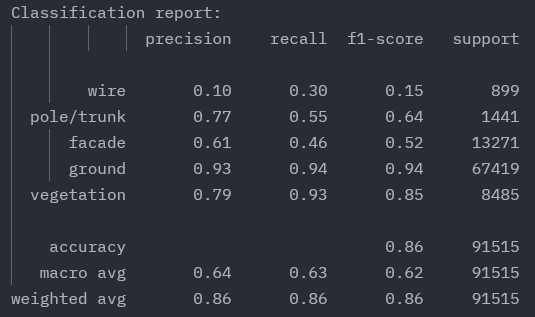 Classification report:
precision recall f1-score support
wire 0.10 0.30 0.15 899
pole/trunk 0.77 0.55 0.64 1441
facade 0.61 0.46 0.52 13271
ground 0.93 0.94 0.94 67419
vegetation 0.79 0.93 0.85 8485
accuracy 0.86 91515
macro avg 0.64 0.63 0.62 91515
weighted avg 0.86 0.86 0.86 91515